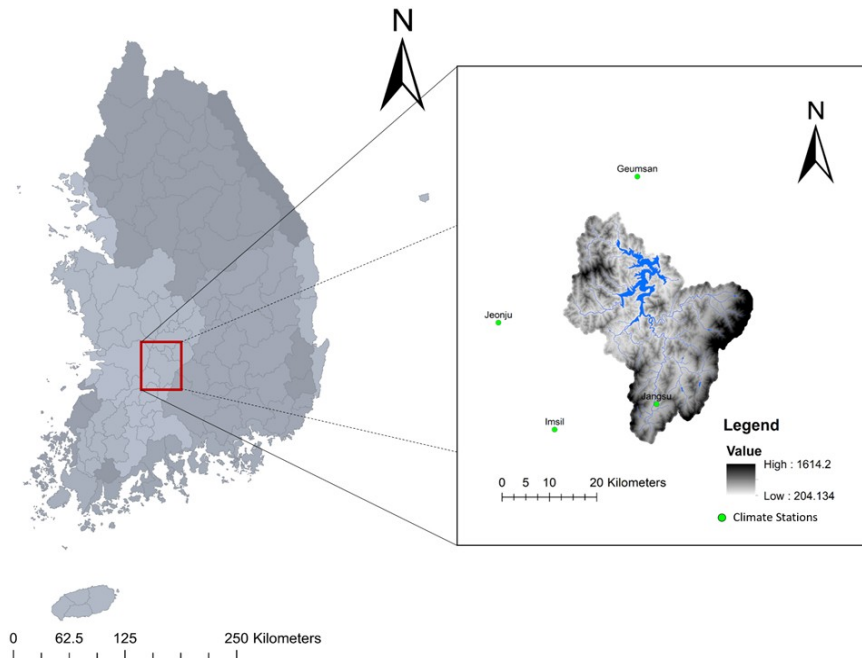 N
N
Geumsan
Jeonju
Jangsu
Imsil
Legend
Value
High : 1614.2
Low : 204.134
Climate Stations
0 5 10 20 Kilometers
0 62.5 125 250 Kilometers